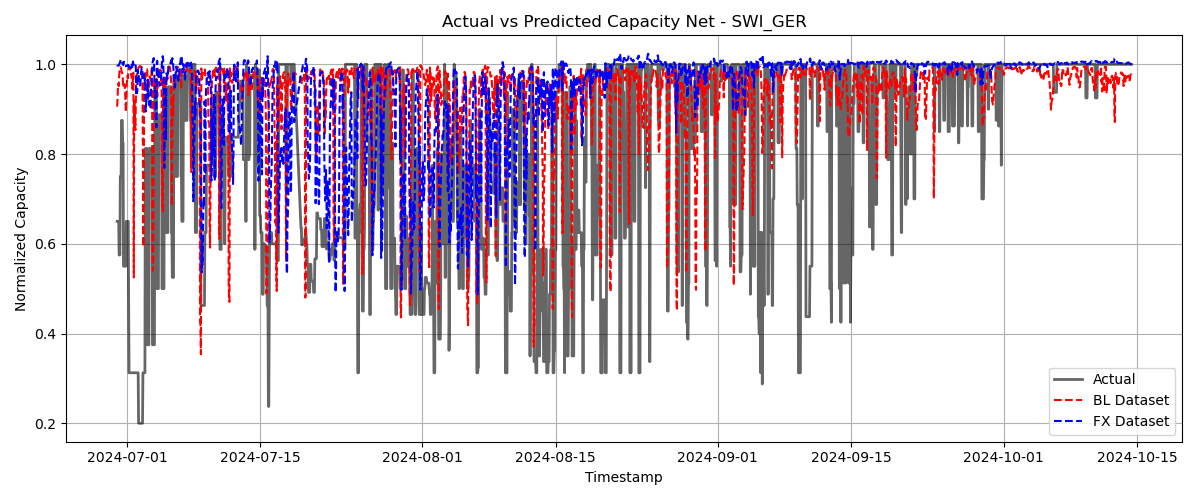 Actual vs Predicted Capacity Net - SWI_GER
Normalized Capacity
1.0
0.8
0.6
0.4
0.2
Actual
BL Dataset
FX Dataset
2024-07-01
2024-07-15
2024-08-01
2024-08-15
2024-09-01
2024-09-15
2024-10-01
2024-10-15
Timestamp